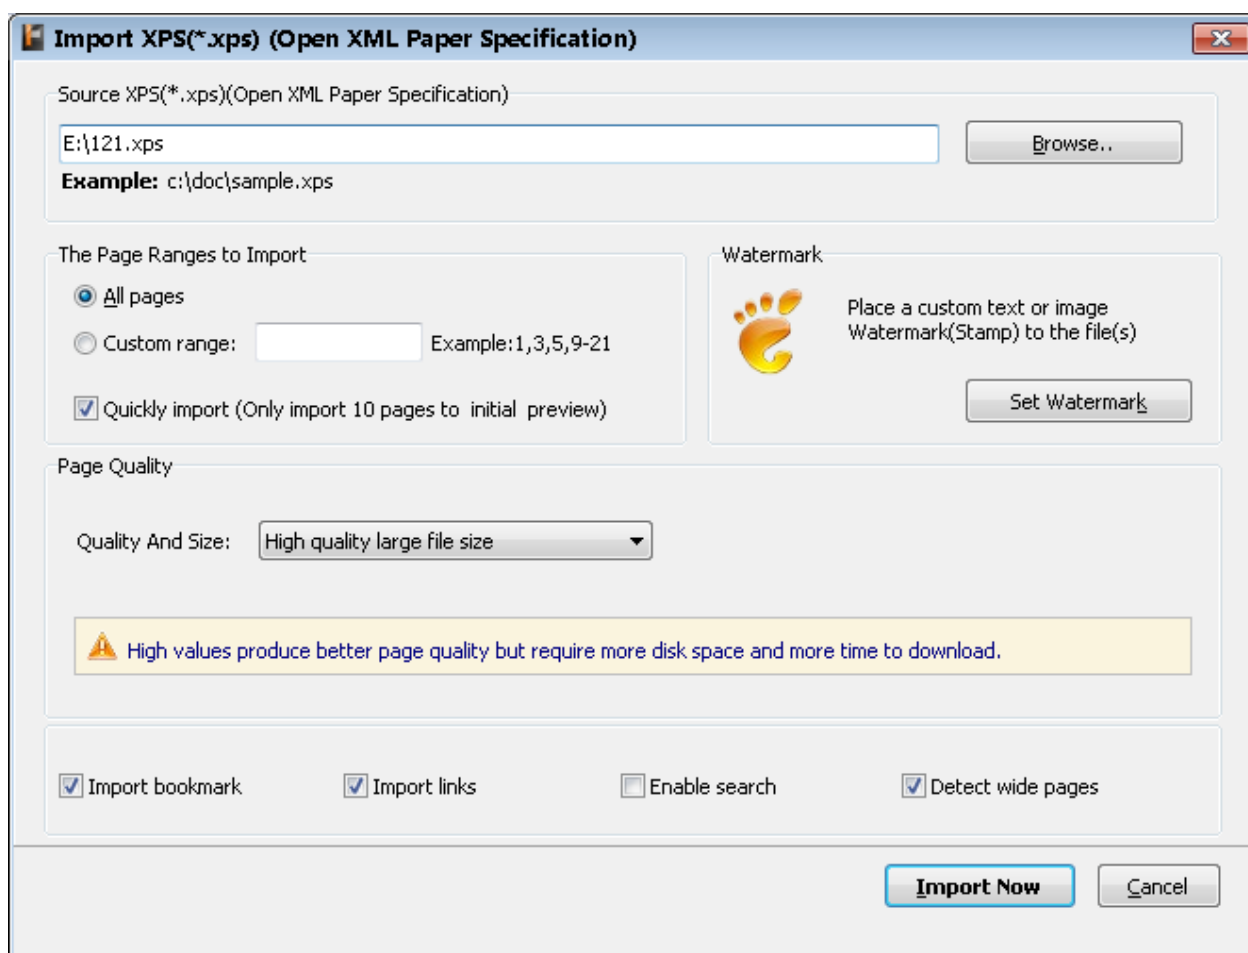 Import XPS(*.xps) (Open XML Paper Specification)
Source XPS(*.xps)(Open XML Paper Specification)
E:\121.xps
Browse..
Example: c:\doc\sample.xps
The Page Ranges to Import
All pages
Custom range:
Example:1,3,5,9-21
Quickly import (Only import 10 pages to initial preview)
Watermark
Place a custom text or image
Watermark(Stamp) to the file(s)
Set Watermark
Page Quality
Quality And Size:
High quality large file size
High values produce better page quality but require more disk space and more time to download.
Import bookmark
Import links
Enable search
Detect wide pages
Import Now
Cancel